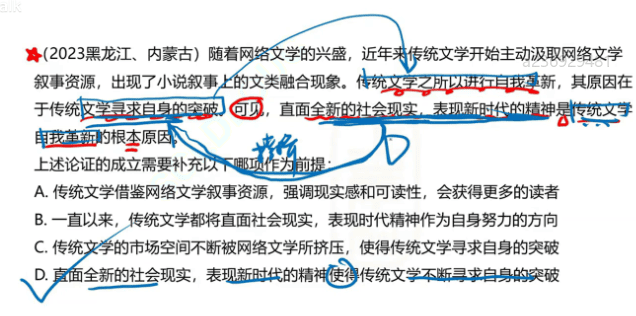 ☆(2023黑龙江、内蒙古)随着网络文学的兴盛，近年来传统文学开始主动汲取网络文学
叙事资源，出现了小说叙事上的文类融合现象。传统文学之所以进行自我革新，其原因在
于传统文学寻求自身的突破。可见，直面全新的社会现实，表现新时代的精神是传统文学
自我革新的根本原因。
搭桥
D
上述论证的成立需要补充以下哪项作为前提：
A. 传统文学借鉴网络文学叙事资源，强调现实感和可读性，会获得更多的读者
B. 一直以来，传统文学都将直面社会现实，表现时代精神作为自身努力的方向
C. 传统文学的市场空间不断被网络文学所挤压，使得传统文学寻求自身的突破
D. 直面全新的社会现实，表现新时代的精神使得传统文学不断寻求自身的突破